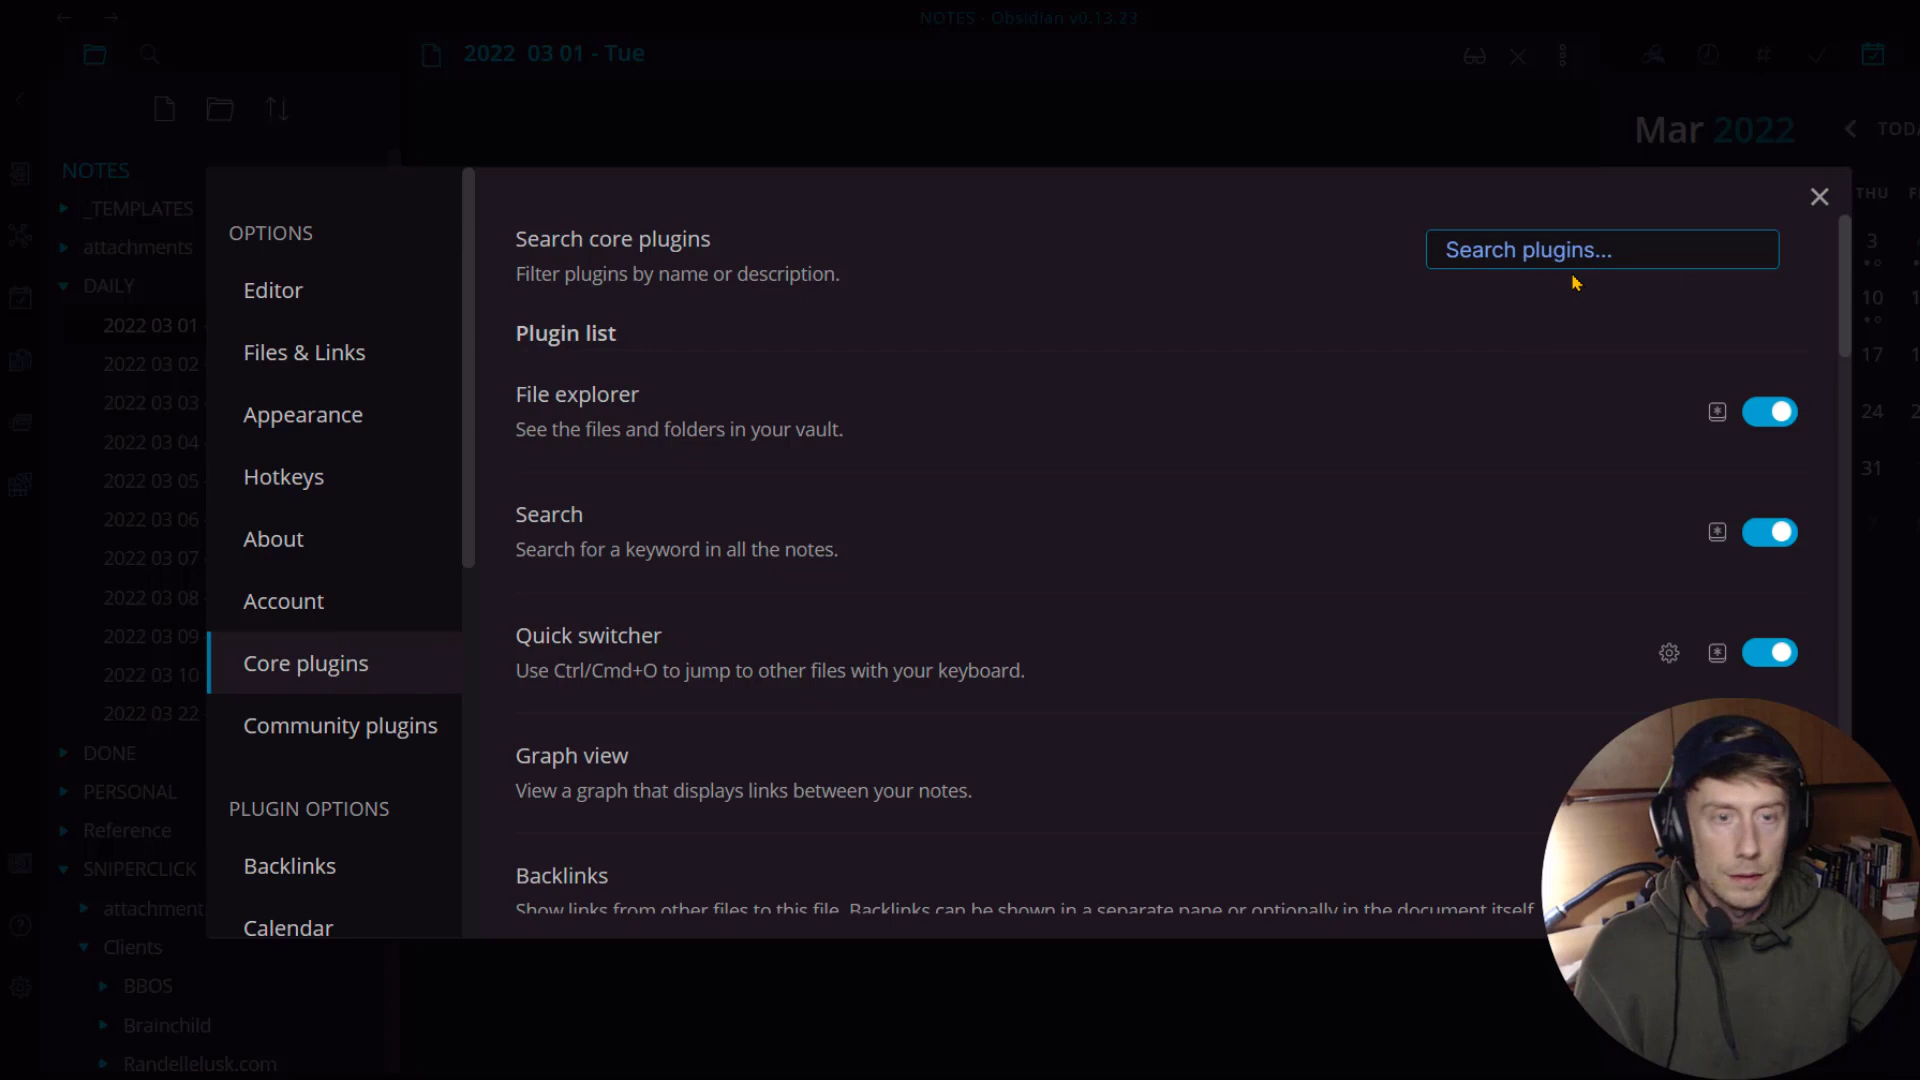 NOTES - Obsidian v0.13.23
2022 03 01 - Tue
Mar 2022
TODA
NOTES
_TEMPLATES
attachments
DAILY
2022 03 01
2022 03 02
2022 03 03
2022 03 04
2022 03 05
2022 03 06
2022 03 07
2022 03 08
2022 03 09
2022 03 10
2022 03 22
DONE
PERSONAL
Reference
SNIPERCLICK
attachment
Clients
BBOS
Brainchild
Randellelusk.com
OPTIONS
Editor
Files & Links
Appearance
Hotkeys
About
Account
Core plugins
Community plugins
PLUGIN OPTIONS
Backlinks
Calendar
Search core plugins
Filter plugins by name or description.
Search plugins...
Plugin list
File explorer
See the files and folders in your vault.
Search
Search for a keyword in all the notes.
Quick switcher
Use Ctrl/Cmd+O to jump to other files with your keyboard.
Graph view
View a graph that displays links between your notes.
Backlinks
Show links from other files to this file. Backlinks can be shown in a separate pane or optionally in the document itself
THU F
3
10 1
17 1
24 2
31